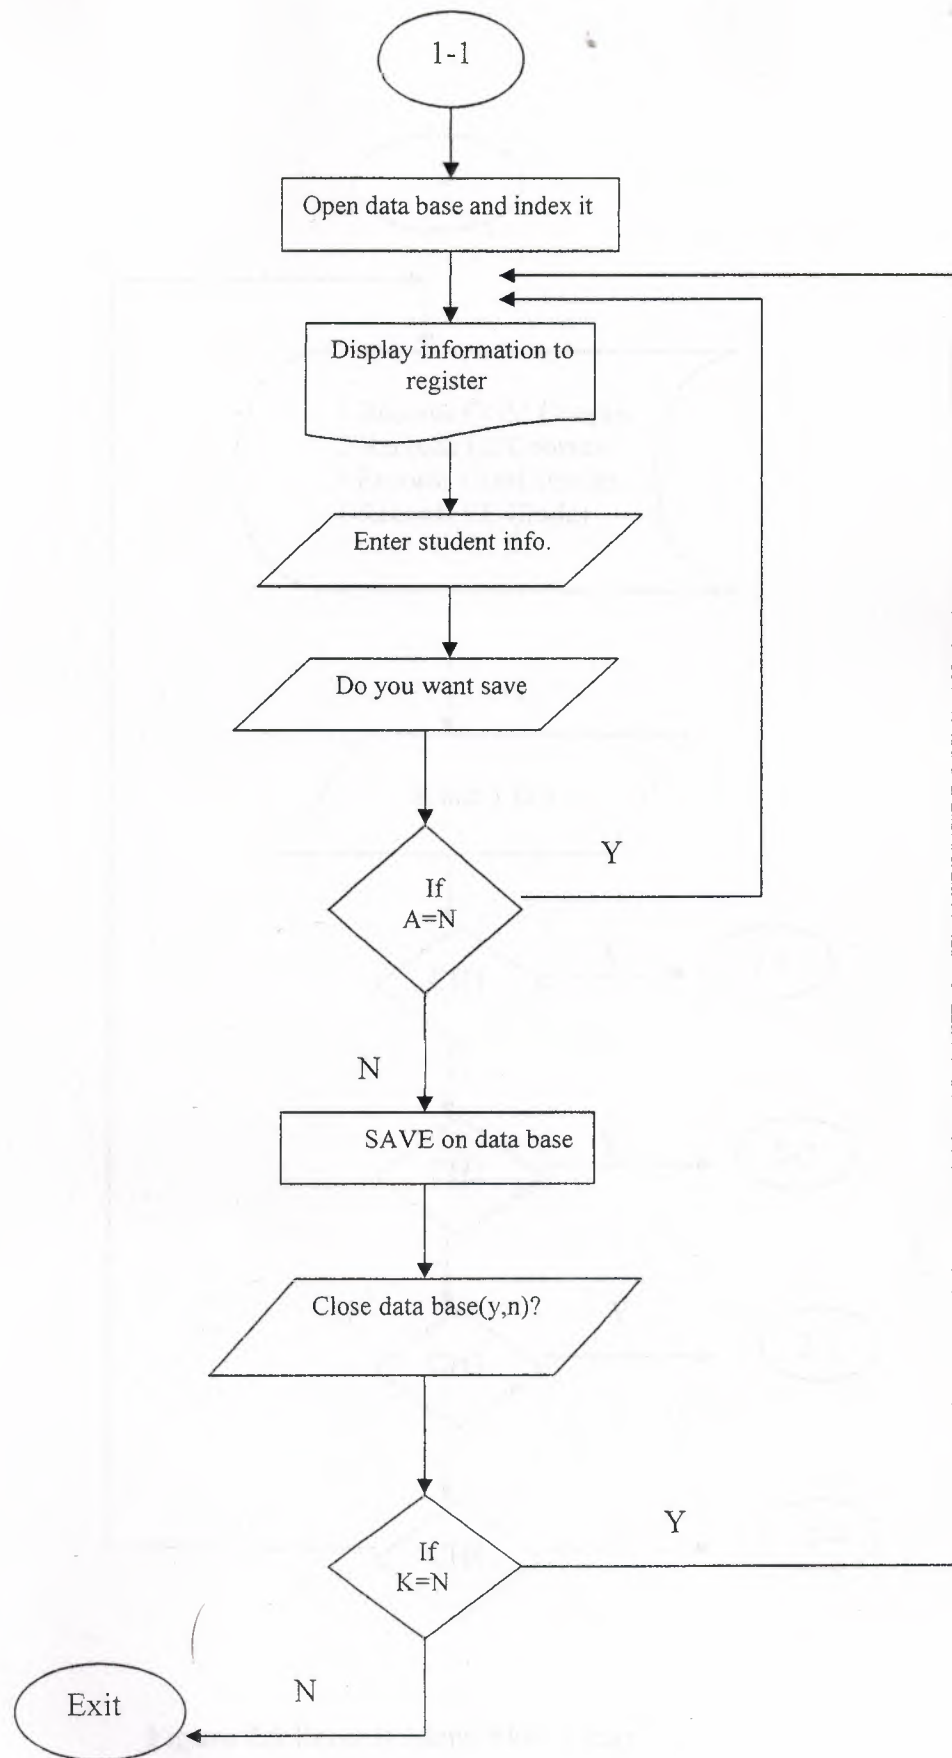 1-1
Open data base and index it
Display information to
register
Enter student info.
Do you want save
If
A=N
Y
N
SAVE on data base
Close data base(y,n)?
If
K=N
Y
N
Exit